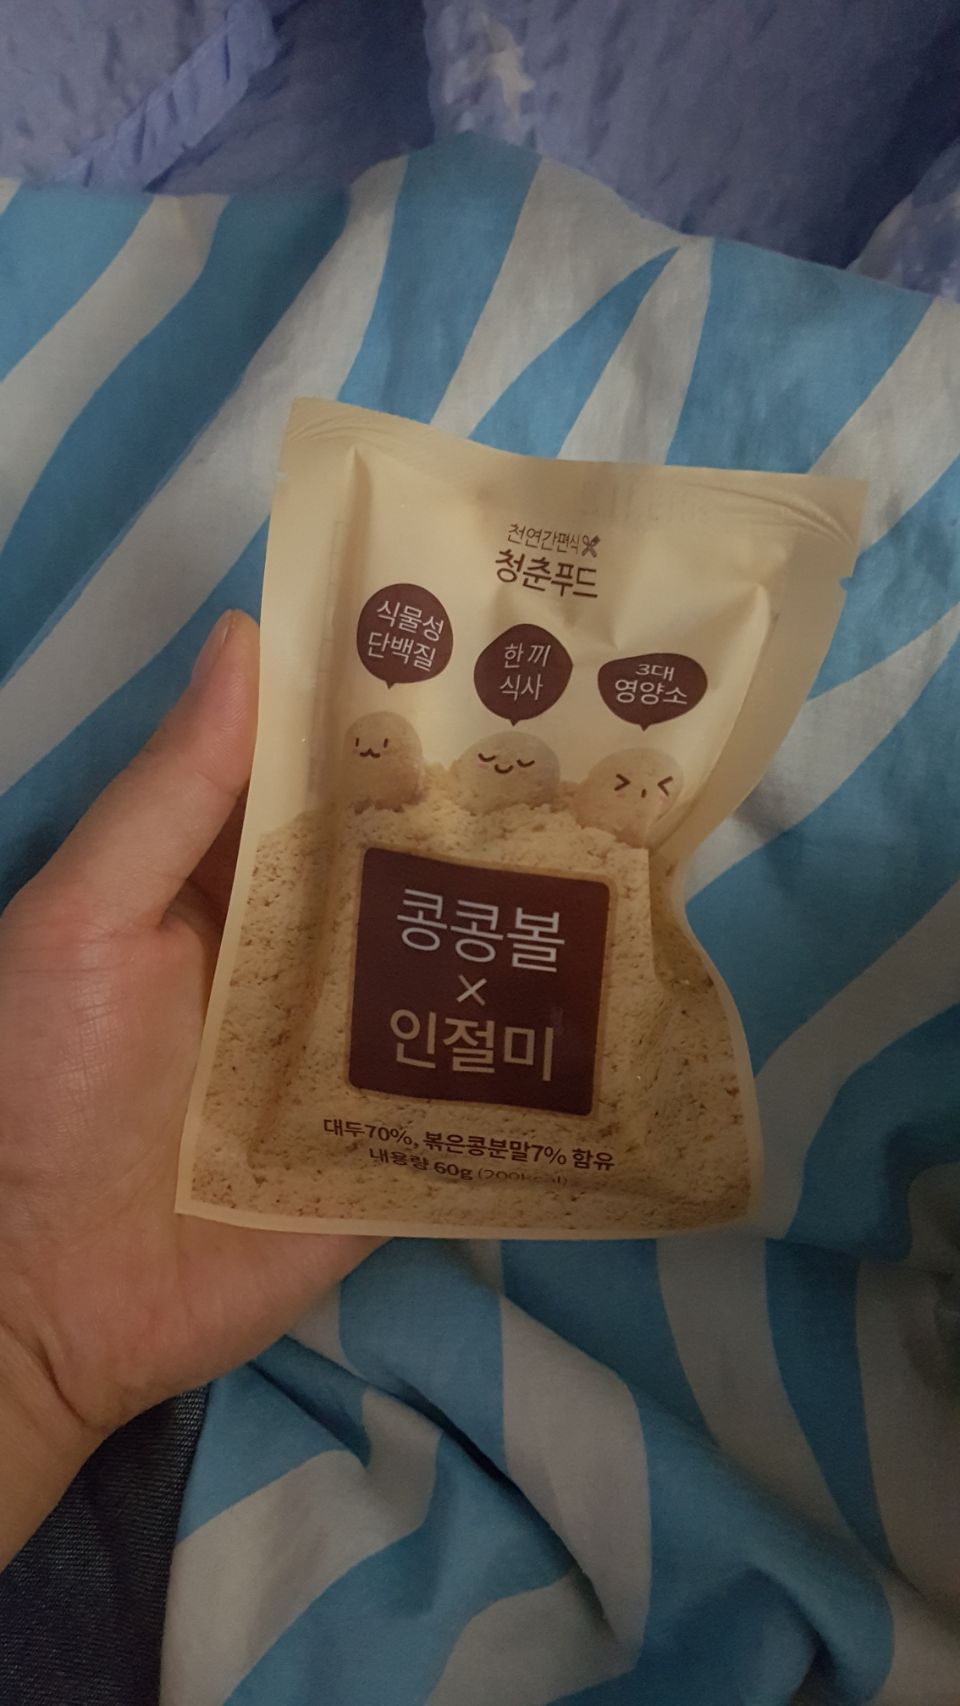 천연간편식
청춘푸드
식물성
단백질
한끼
식사
3대
영양소
콩콩볼
×
인절미
대두70%, 볶은콩분말7% 함유
내용량 60g (200kcal)